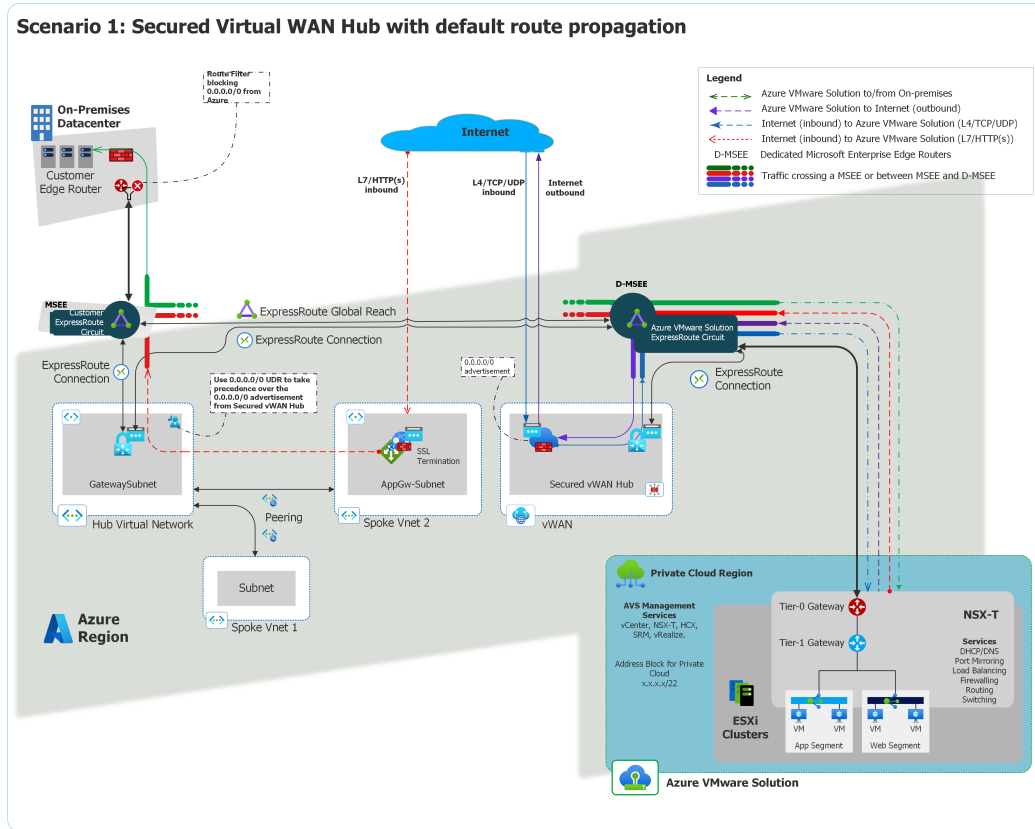 Scenario 1: Secured Virtual WAN Hub with default route propagation
Route Filter
blocking
0.0.0.0/0 from
Azure
Legend
Azure VMware Solution to/from On-premises
Azure VMware Solution to Internet (outbound)
Internet (inbound) to Azure VMware Solution (L4/TCP/UDP)
Internet (inbound) to Azure VMware Solution (L7/HTTP(s))
D-MSEE Dedicated Microsoft Enterprise Edge Routers
Traffic crossing a MSEE or between MSEE and D-MSEE
On-Premises
Datacenter
Customer
Edge Router
Internet
L7/HTTP(s)
inbound
L4/TCP/UDP
inbound
Internet
outbound
MSEE
Customer
ExpressRoute
Circuit
ExpressRoute Global Reach
ExpressRoute Connection
D-MSEE
Azure VMware Solution
ExpressRoute Circuit
ExpressRoute
Connection
Use 0.0.0.0/0 UDR to take
precedence over the
0.0.0.0/0 advertisement
from Secured vWAN Hub
0.0.0.0/0
advertisement
ExpressRoute
Connection
GatewaySubnet
Hub Virtual Network
SSL
Termination
AppGw-Subnet
Spoke Vnet 2
Secured vWAN Hub
vWAN
Peering
Subnet
Spoke Vnet 1
Azure
Region
Private Cloud Region
AVS Management
Services
vCenter, NSX-T, HCX,
SRM, vRealize.
Address Block for Private
Cloud
x.x.x.x/22
Tier-0 Gateway
Tier-1 Gateway
NSX-T
Services
DHCP/DNS
Port Mirroring
Load Balancing
Firewalling
Routing
Switching
ESXi
Clusters
VM VM
App Segment
VM VM
Web Segment
Azure VMware Solution